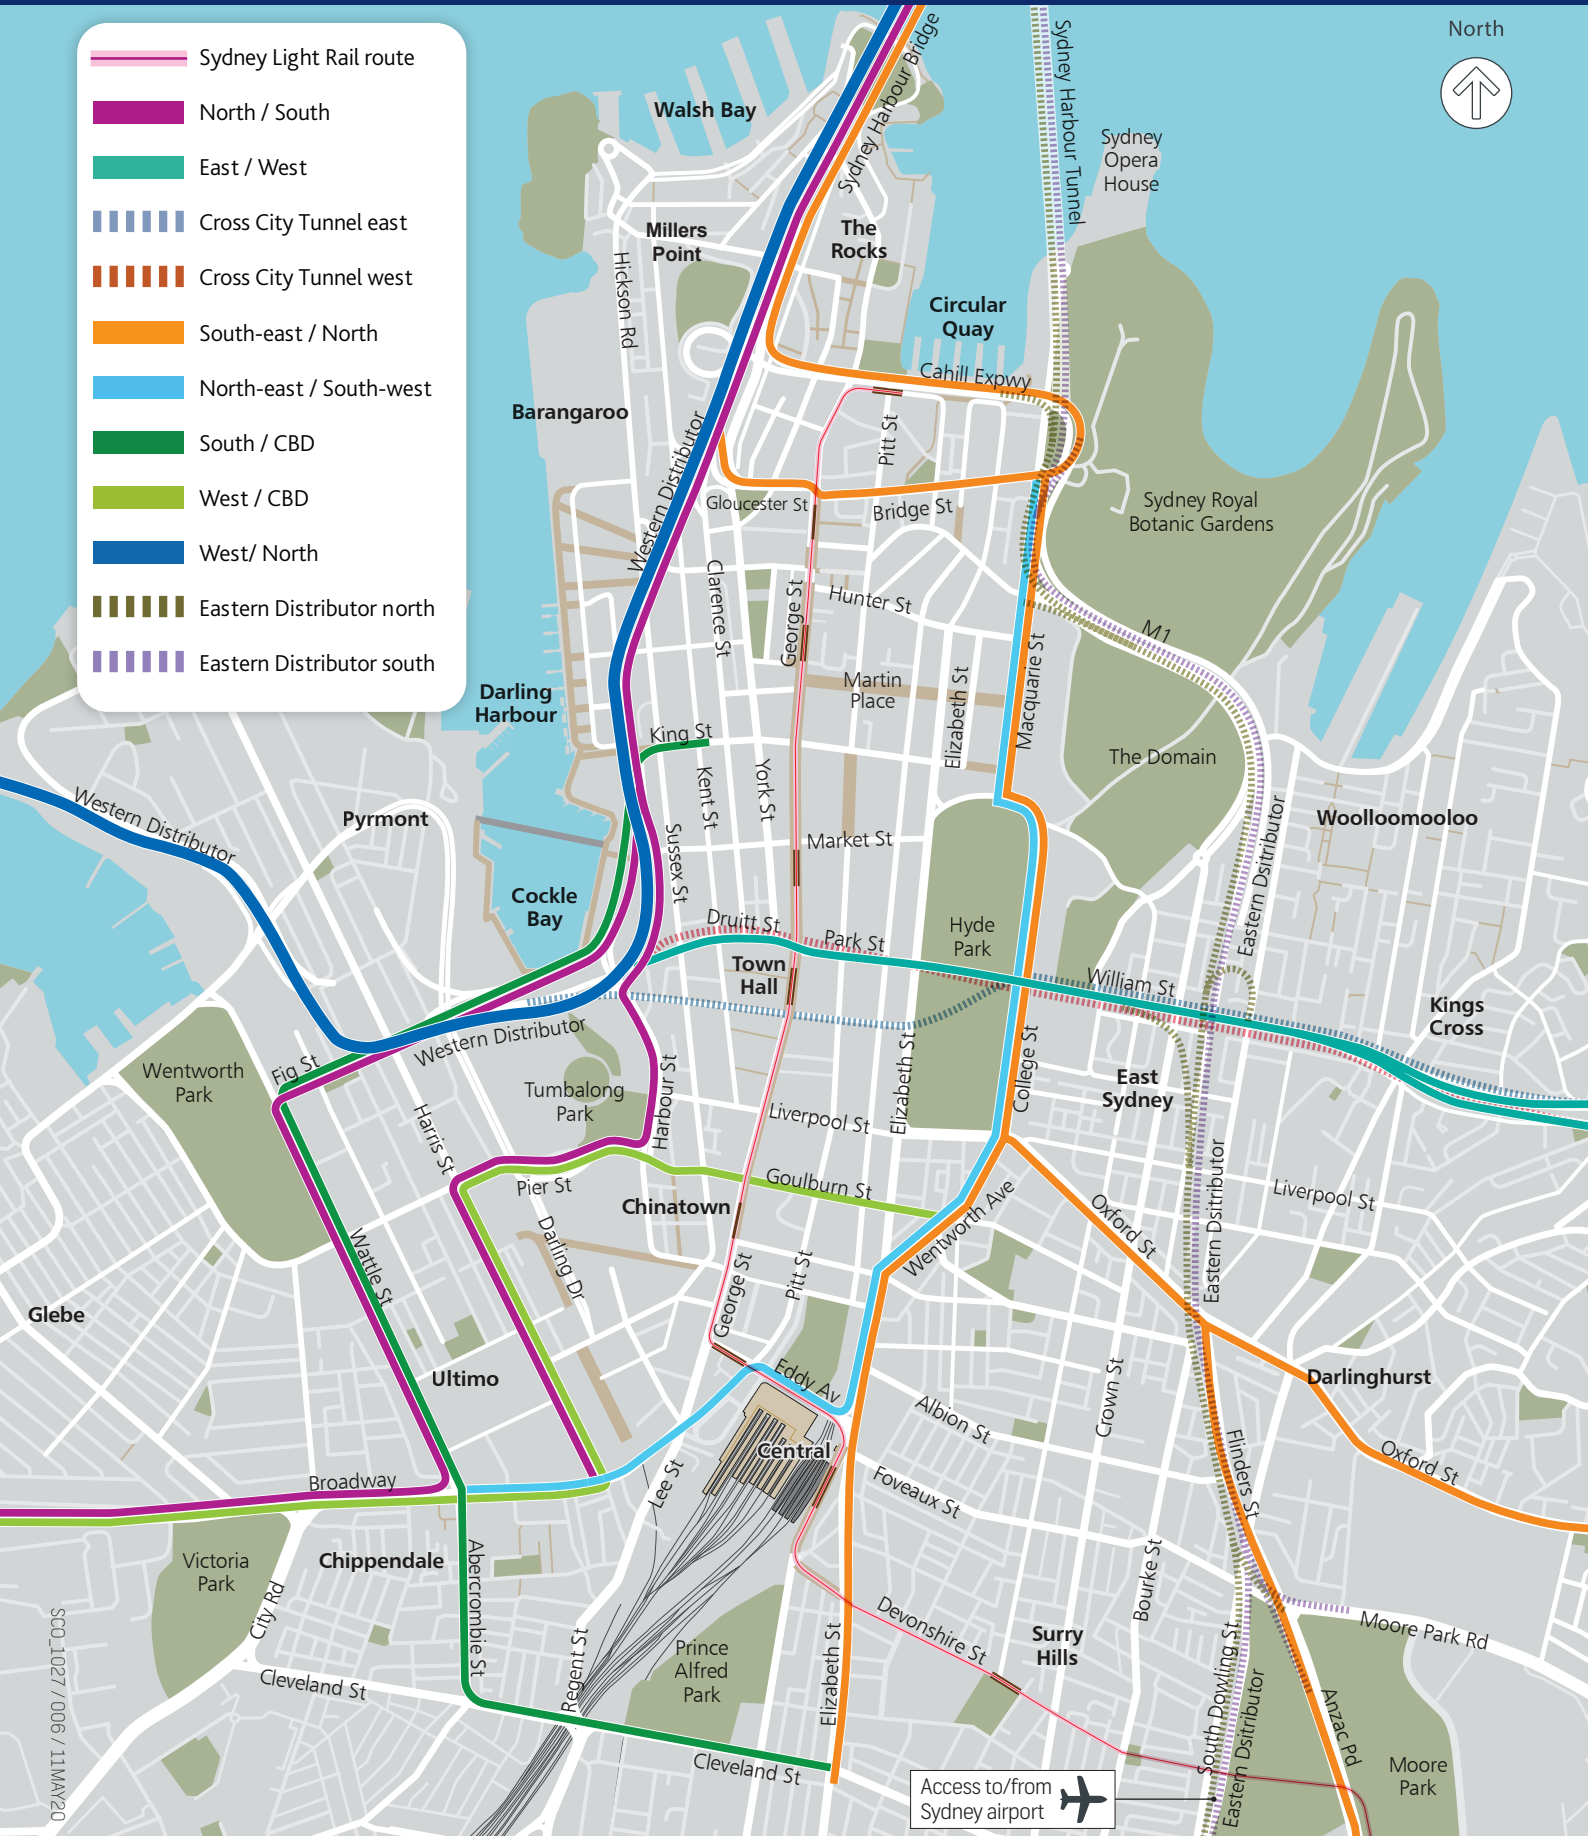 Sydney Light Rail route
North / South
East / West
Cross City Tunnel east
Cross City Tunnel west
South-east / North
North-east / South-west
South / CBD
West / CBD
West/ North
Eastern Distributor north
Eastern Distributor south
North
Walsh Bay
Sydney Harbour Bridge
Sydney Harbour Tunnel
Sydney
Opera
House
Millers
Point
The
Rocks
Hickson Rd
Circular
Quay
Cahill Expwy
Barangaroo
Western Distributor
Pitt St
Gloucester St
Bridge St
Sydney Royal
Botanic Gardens
Clarence St
George St
Hunter St
M1
Martin
Place
Elizabeth St
Macquarie St
Darling
Harbour
King St
Kent St
York St
The Domain
Western Distributor
Pyrmont
Sussex St
Market St
Woolloomooloo
Eastern Dsitributor
Cockle
Bay
Druitt St
Park St
Hyde
Park
Town
Hall
William St
Kings
Cross
Western Distributor
Fig St
Wentworth
Park
Tumbalong
Park
Harbour St
Harris St
Liverpool St
Elizabeth St
College St
East
Sydney
Pier St
Goulburn St
Chinatown
Wentworth Ave
Oxford St
Eastern Dsitributor
Liverpool St
Wattle St
Darling Dr
George St
Pitt St
Glebe
Ultimo
Eddy Av
Darlinghurst
Crown St
Albion St
Central
Flinders St
Oxford St
Broadway
Lee St
Foveaux St
Victoria
Park
Chippendale
Abercrombie St
City Rd
Bourke St
Devonshire St
Surry
Hills
Moore Park Rd
Cleveland St
Regent St
Prince
Alfred
Park
Elizabeth St
South Dowling St
Eastern Dsitributor
Anzac Pd
Moore
Park
Cleveland St
Access to/from
Sydney airport
SCO_1027 / 006 / 11MAY20